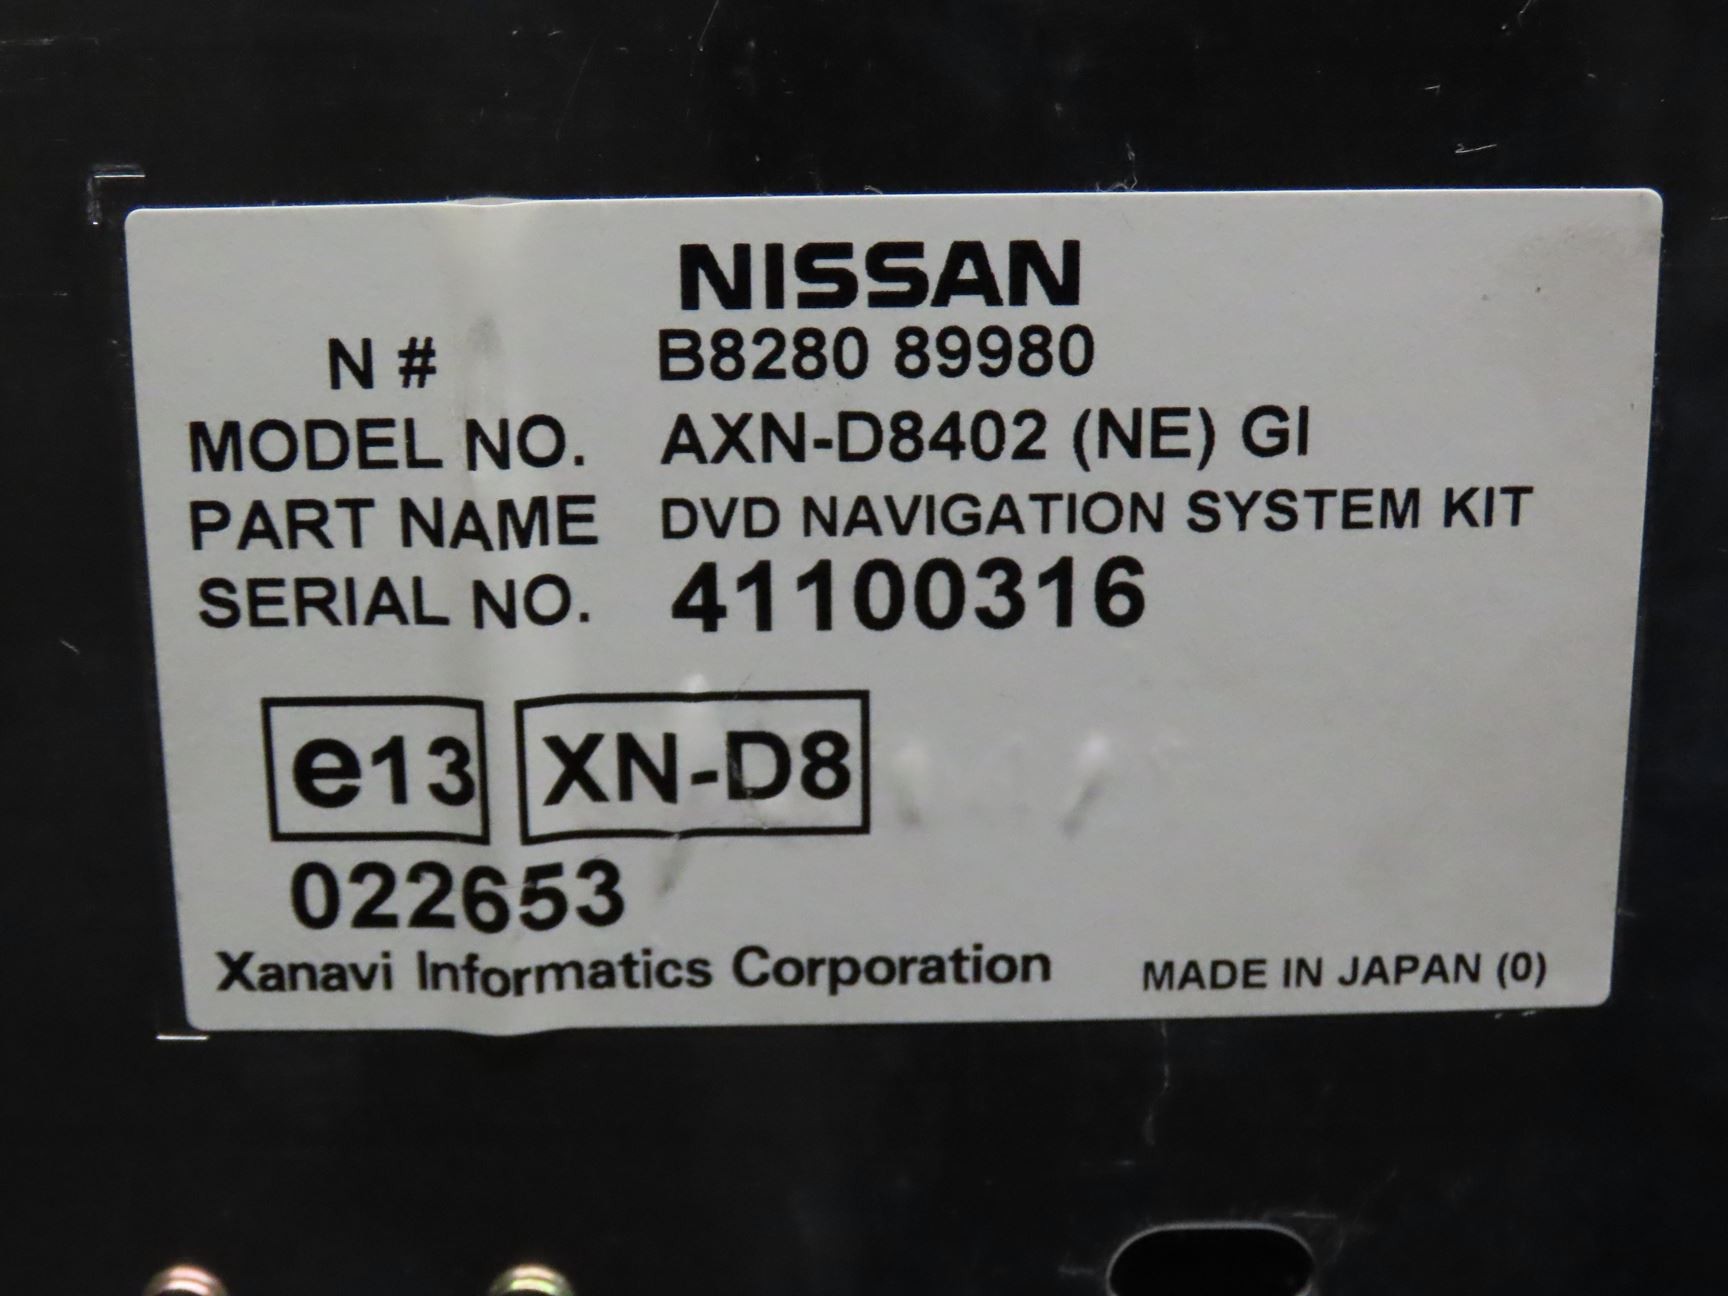 NISSAN
N # B8280 89980
MODEL NO. AXN-D8402 (NE) GI
PART NAME DVD NAVIGATION SYSTEM KIT
SERIAL NO. 41100316
e13 XN-D8
022653
Xanavi Informatics Corporation MADE IN JAPAN (0)